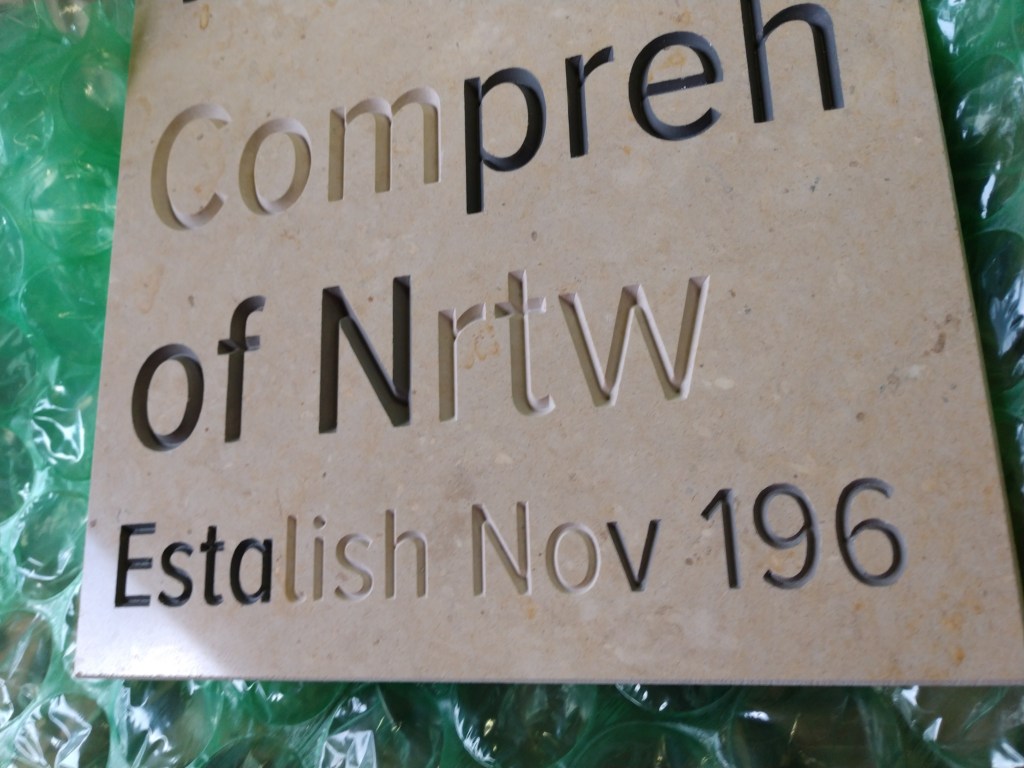 Compreh
of Nrtw
Estalish Nov 196